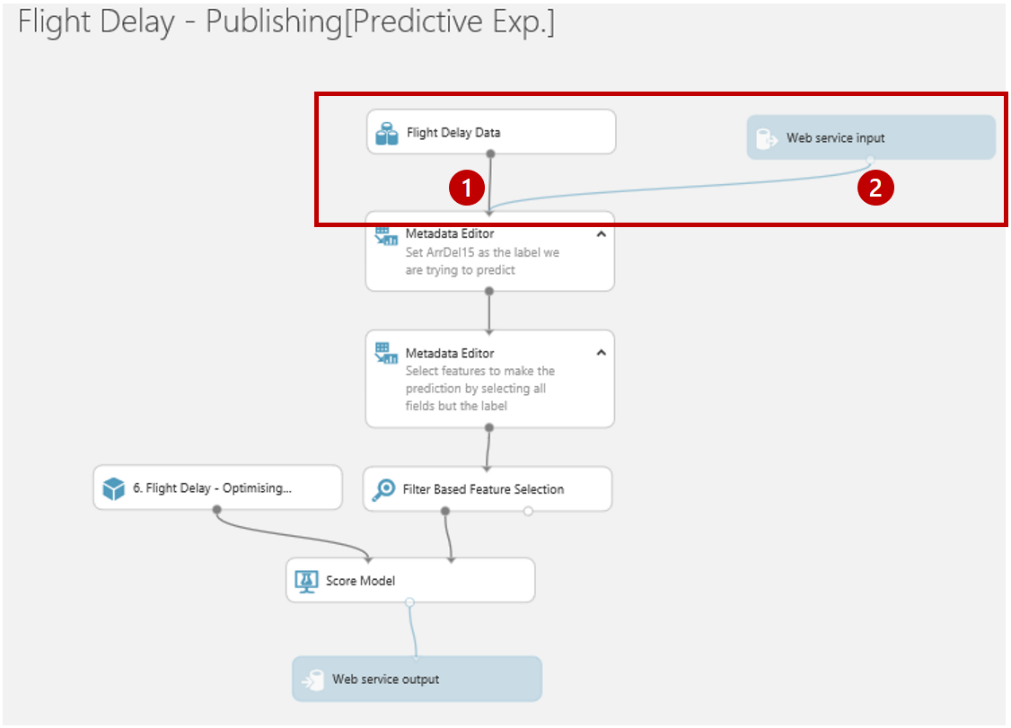 Flight Delay - Publishing[Predictive Exp.]
Flight Delay Data
Web service input
1
2
Metadata Editor
Set ArrDel15 as the label we
are trying to predict
Metadata Editor
Select features to make the
prediction by selecting all
fields but the label
6. Flight Delay - Optimising...
Filter Based Feature Selection
Score Model
Web service output